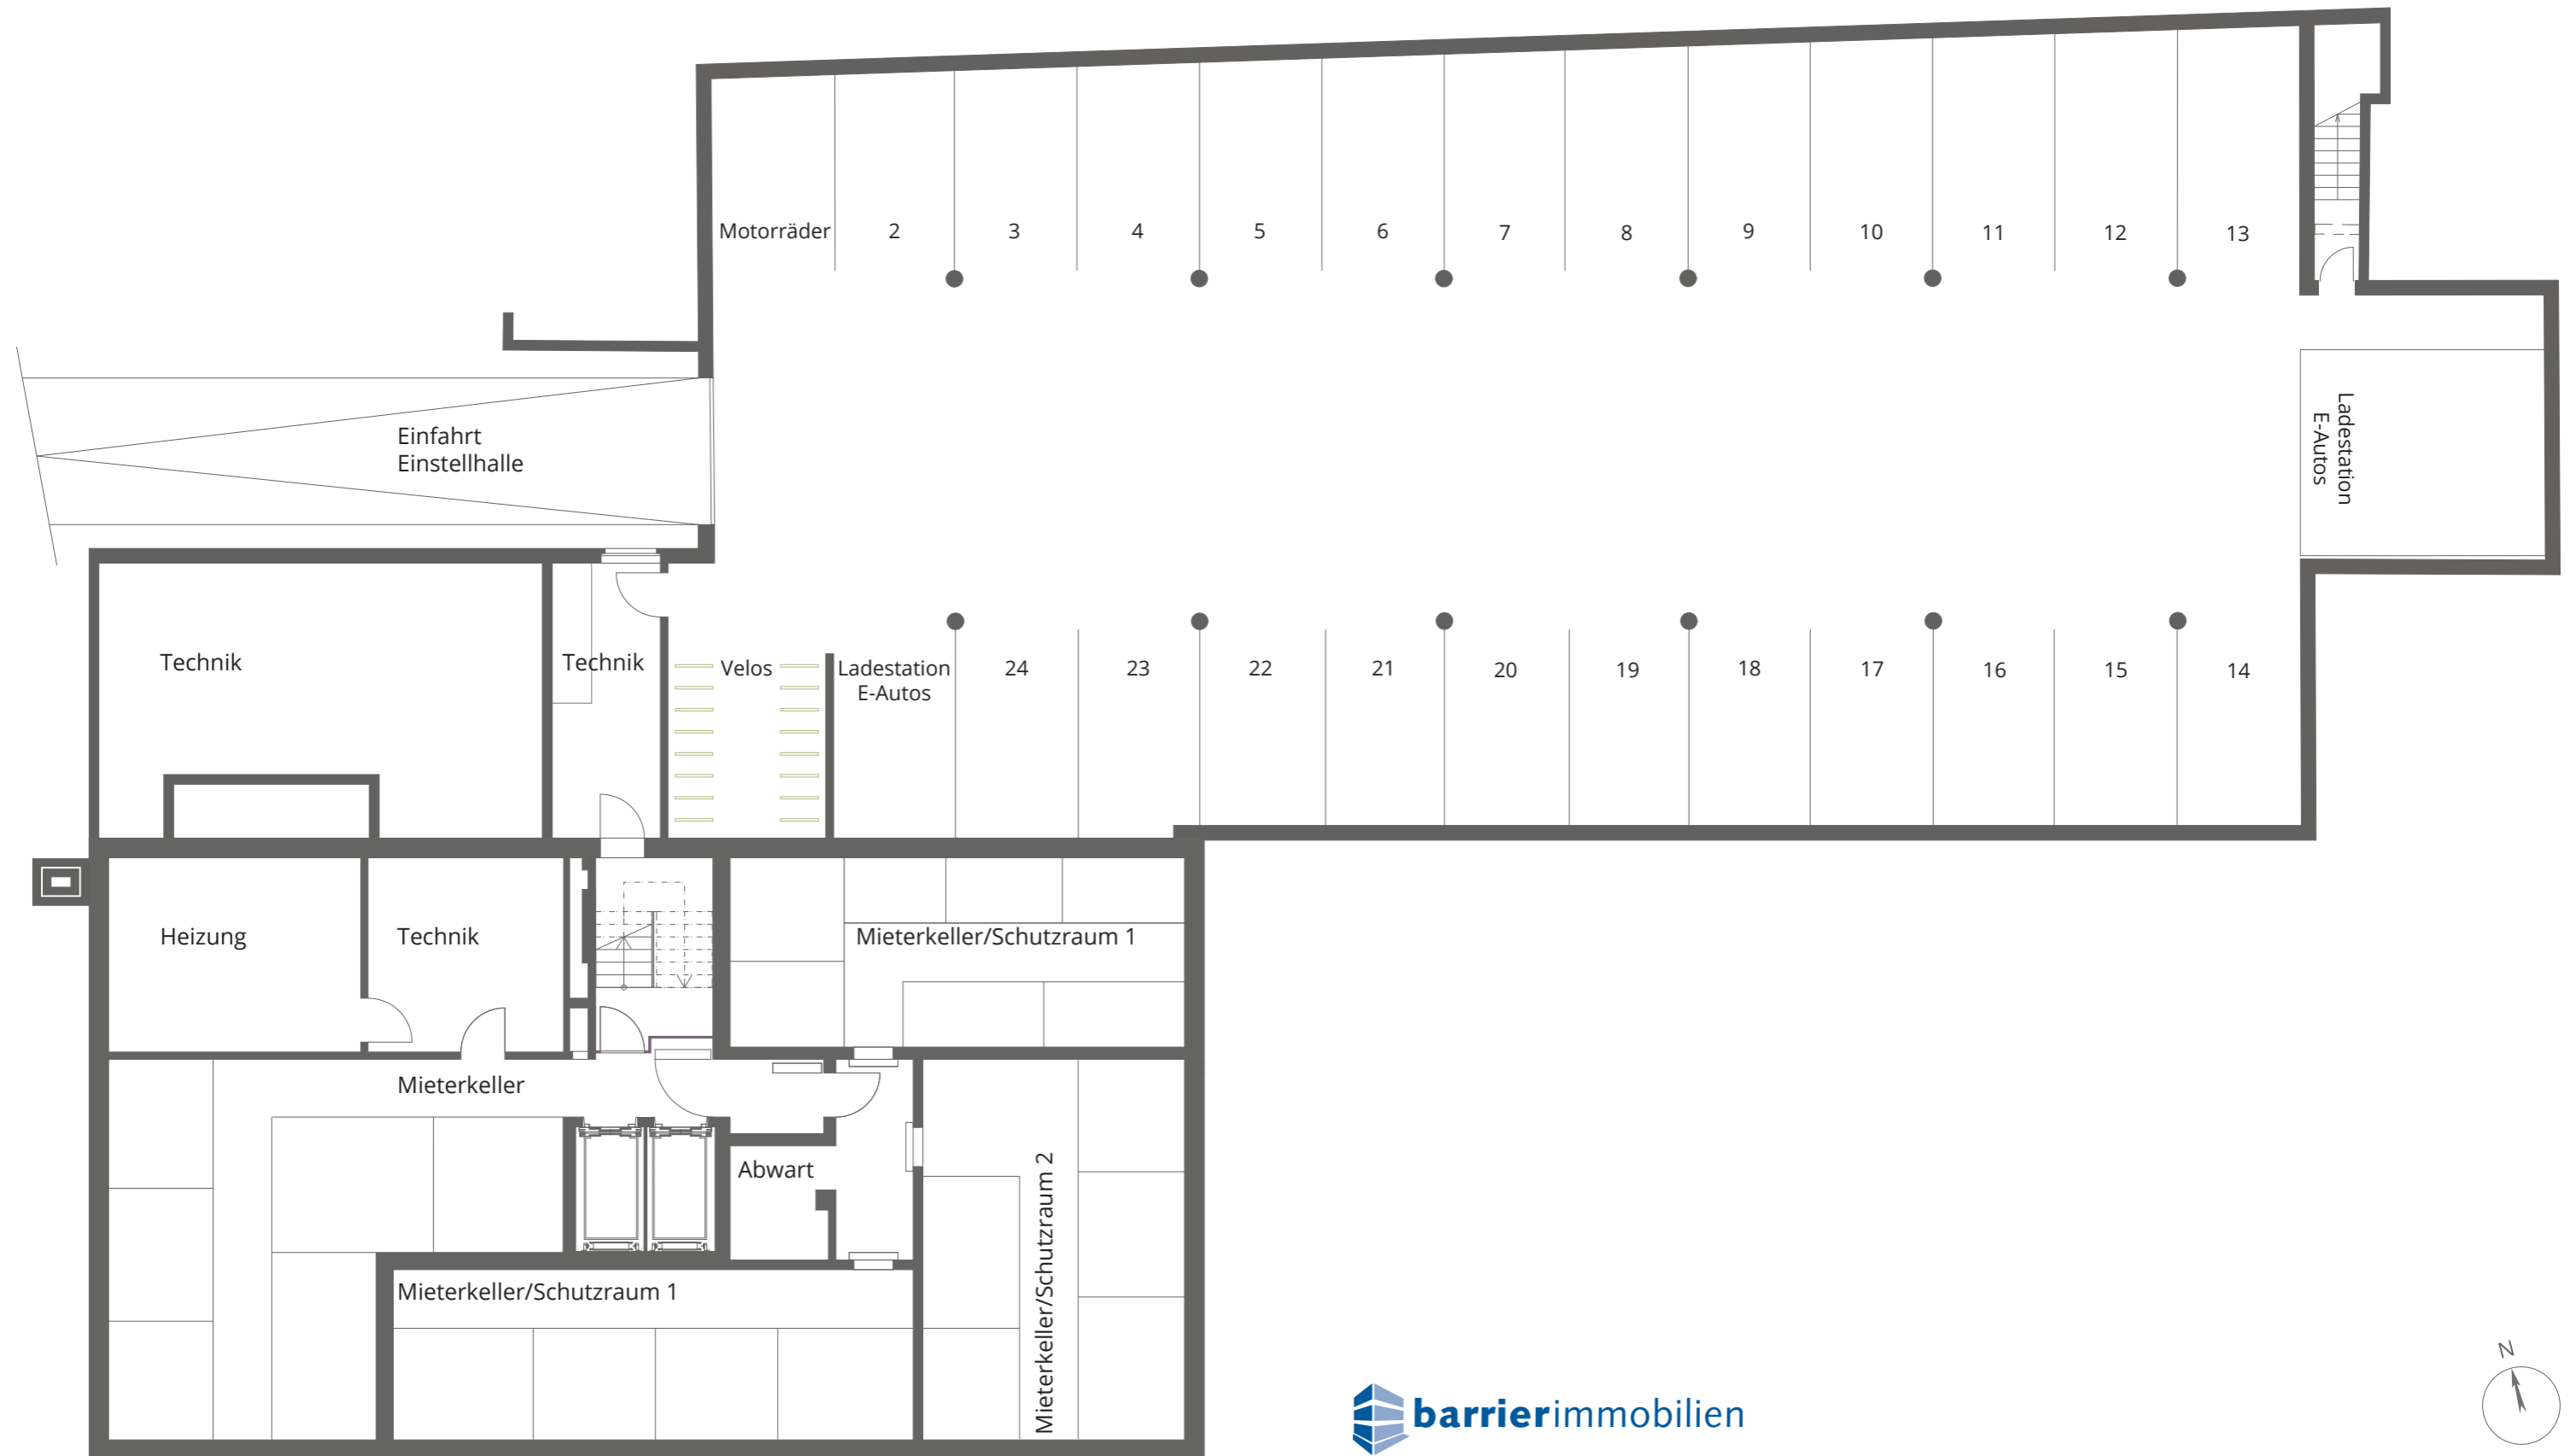 Motorräder
2
3
4
5
6
7
8
9
10
11
12
13
Einfahrt
Einstellhalle
Ladestation
E-Autos
Technik
Technik
Velos
Ladestation
E-Autos
24
23
22
21
20
19
18
17
16
15
14
Heizung
Technik
Mieterkeller/Schutzraum 1
Mieterkeller
Abwart
Mieterkeller/Schutzraum 2
Mieterkeller/Schutzraum 1
N
barrierimmobilien